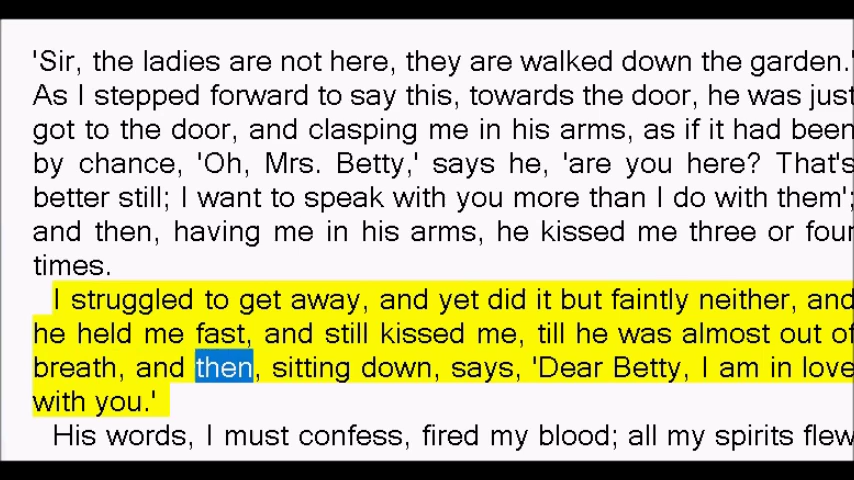 'Sir, the ladies are not here, they are walked down the garden.'
As I stepped forward to say this, towards the door, he was just
got to the door, and clasping me in his arms, as if it had been
by chance, 'Oh, Mrs. Betty,' says he, 'are you here? That's
better still; I want to speak with you more than I do with them';
and then, having me in his arms, he kissed me three or four
times.
I struggled to get away, and yet did it but faintly neither, and
he held me fast, and still kissed me, till he was almost out of
breath, and then, sitting down, says, 'Dear Betty, I am in love
with you.'
His words, I must confess, fired my blood; all my spirits flew